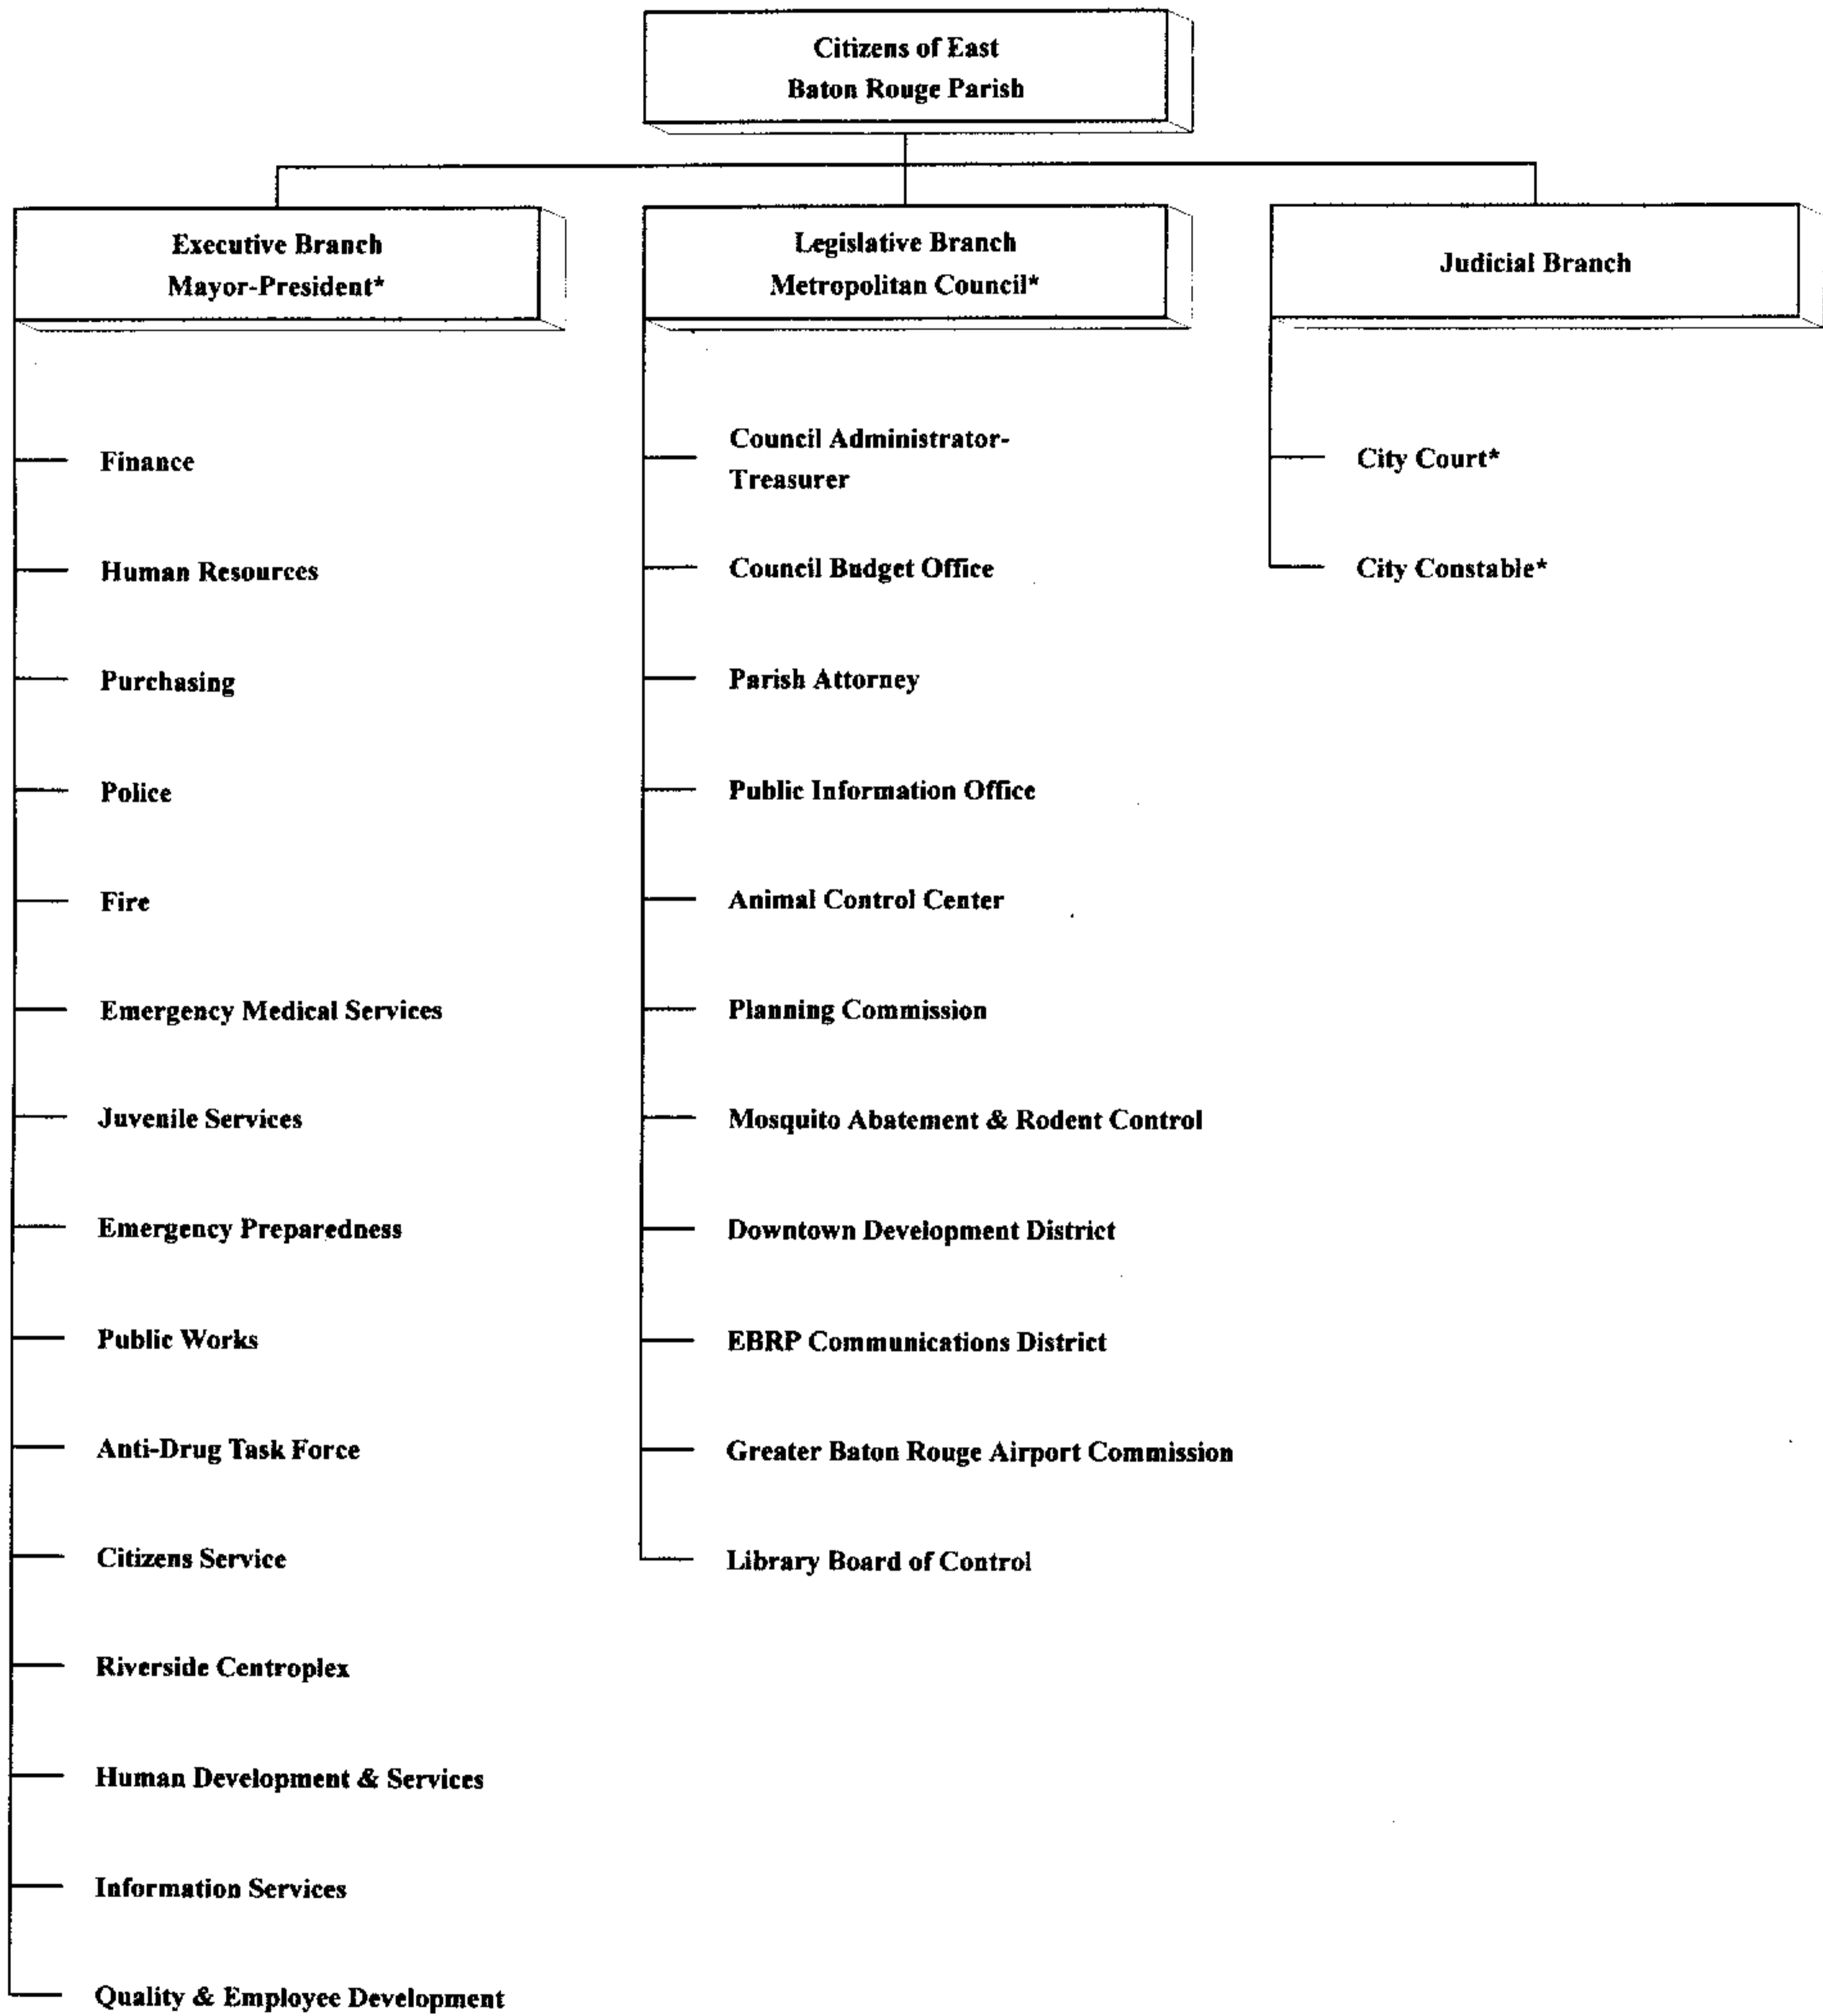 Citizens of East
Baton Rouge Parish
Executive Branch
Mayor-President*
Legislative Branch
Metropolitan Council*
Judicial Branch
Finance
Human Resources
Purchasing
Police
Fire
Emergency Medical Services
Juvenile Services
Emergency Preparedness
Public Works
Anti-Drug Task Force
Citizens Service
Riverside Centroplex
Human Development & Services
Information Services
Quality & Employee Development
Council Administrator-
Treasurer
Council Budget Office
Parish Attorney
Public Information Office
Animal Control Center
Planning Commission
Mosquito Abatement & Rodent Control
Downtown Development District
EBRP Communications District
Greater Baton Rouge Airport Commission
Library Board of Control
City Court*
City Constable*